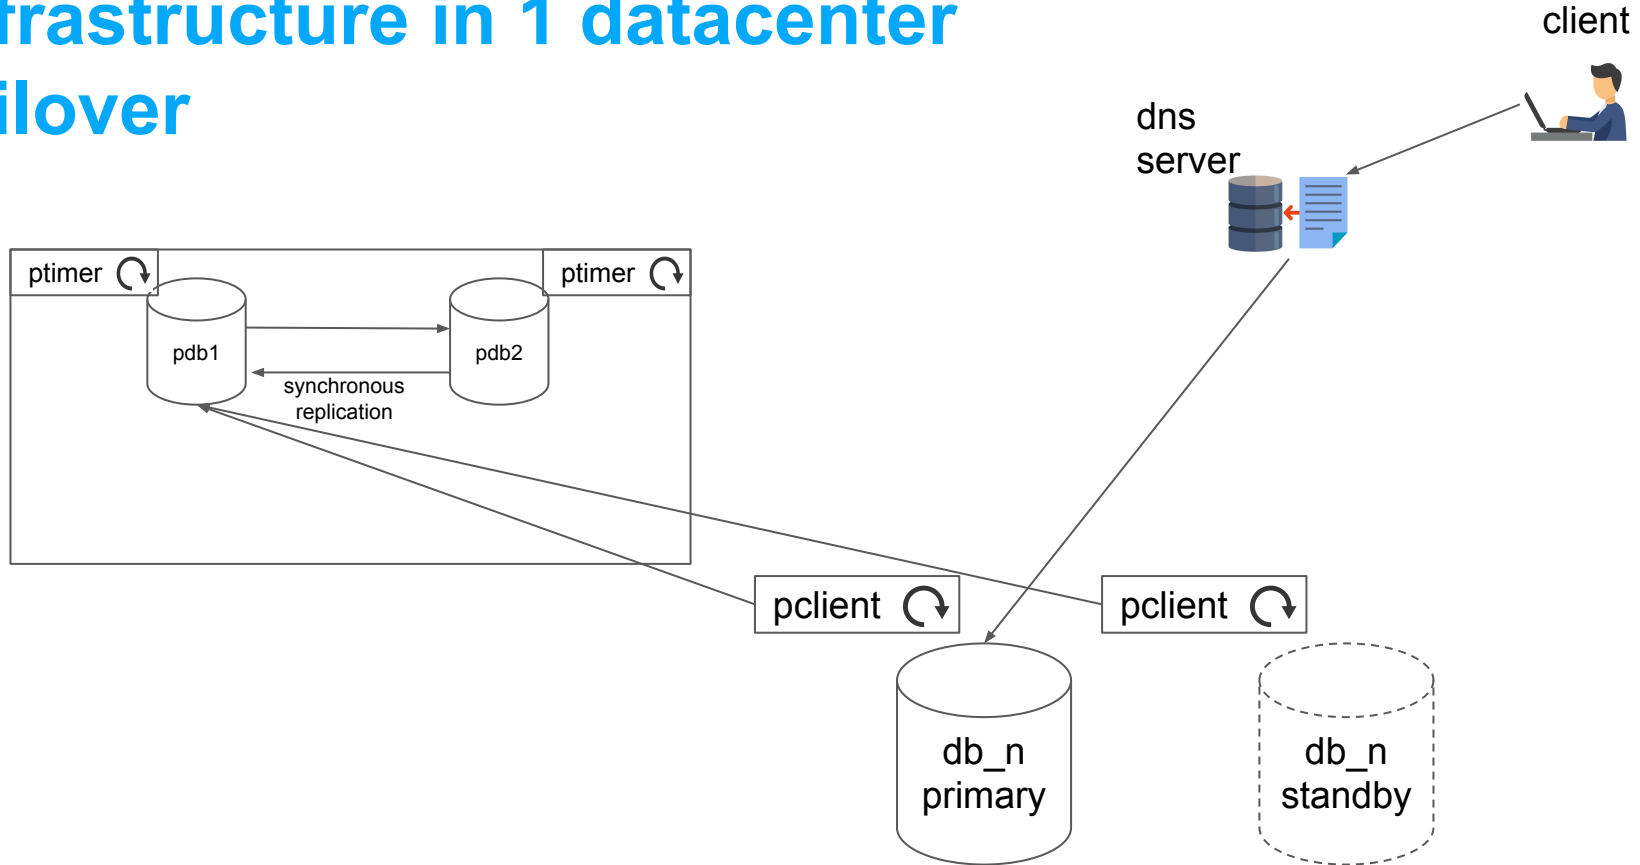 frastructure in 1 datacenter
ilover
client
dns
server
ptimer
ptimer
pdb1
pdb2
synchronous
replication
pclient
pclient
db_n
primary
db_n
standby